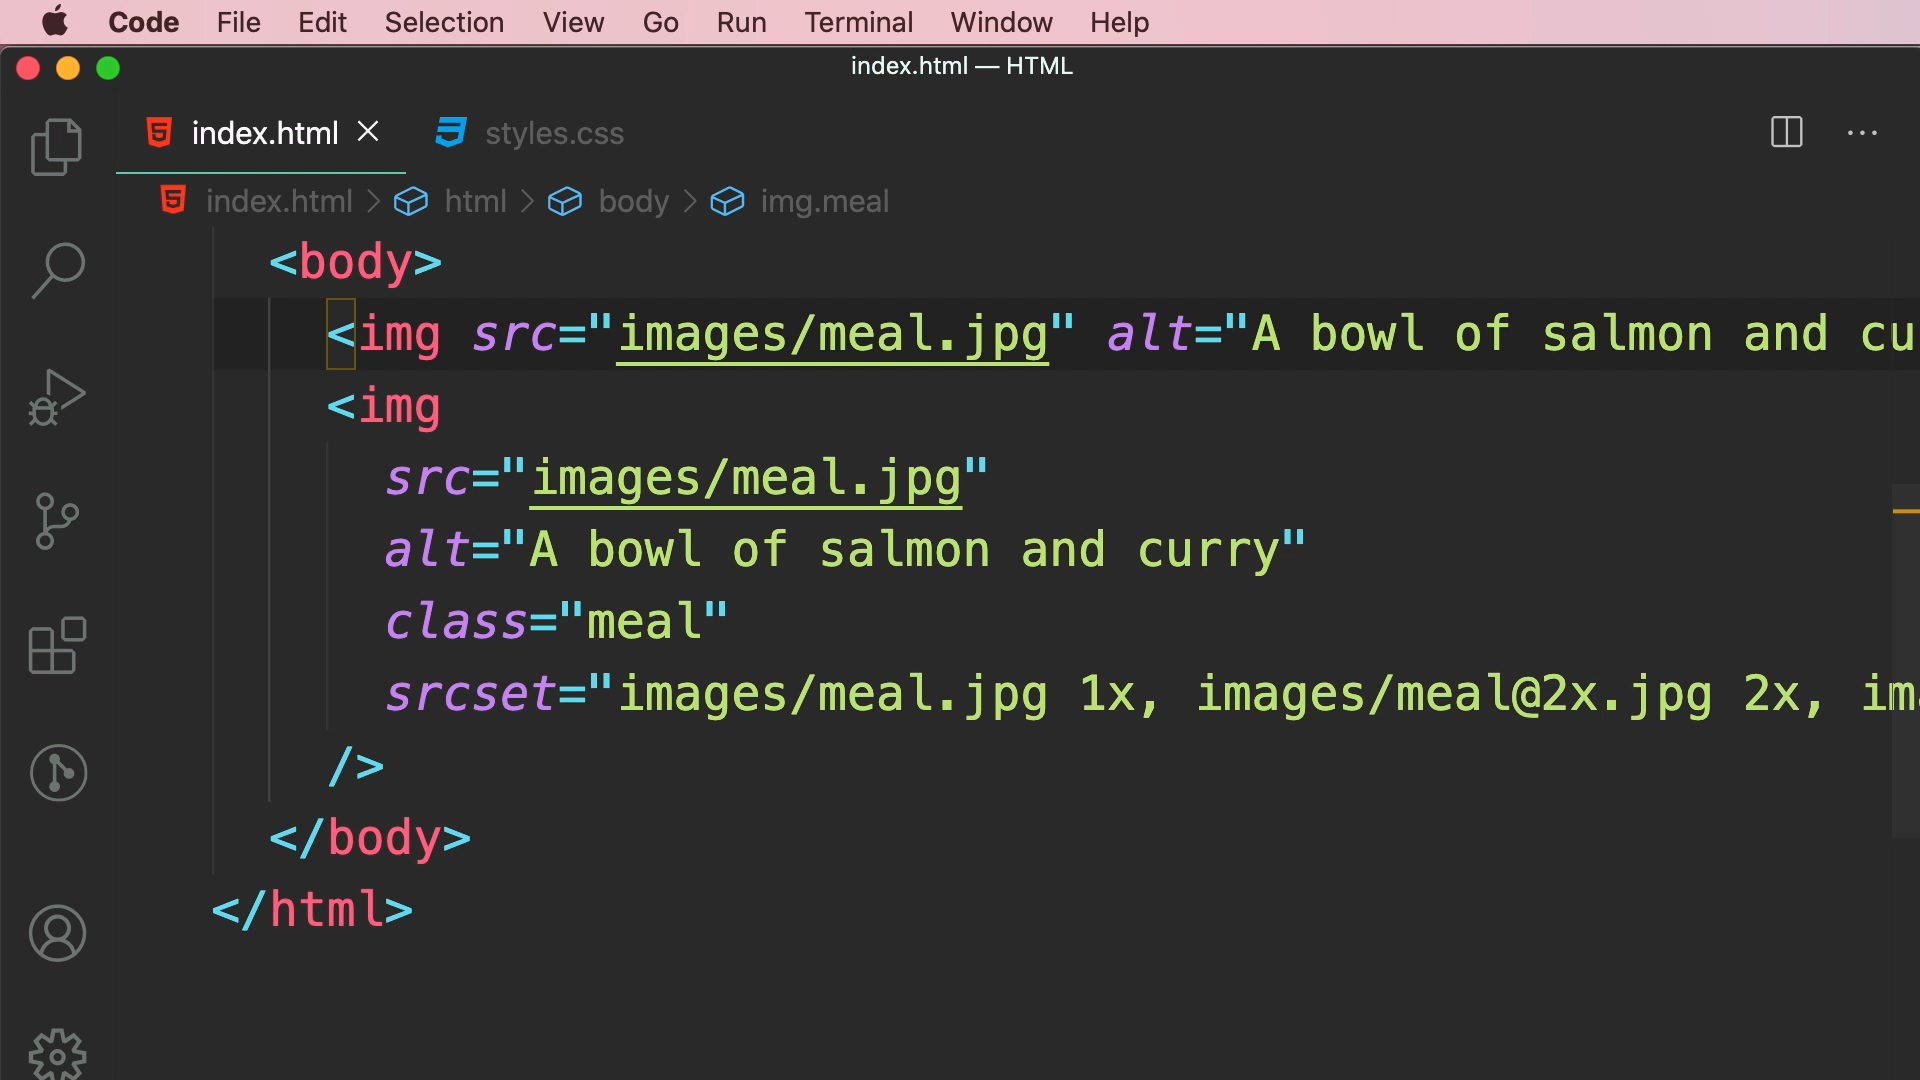 Code File Edit Selection View Go Run Terminal Window Help
index.html — HTML
index.html styles.css
index.html > html > body > img.meal
<body>
<img src="images/meal.jpg" alt="A bowl of salmon and cu
<img
src="images/meal.jpg"
alt="A bowl of salmon and curry"
class="meal"
srcset="images/meal.jpg 1x, images/meal@2x.jpg 2x, im
/>
</body>
</html>